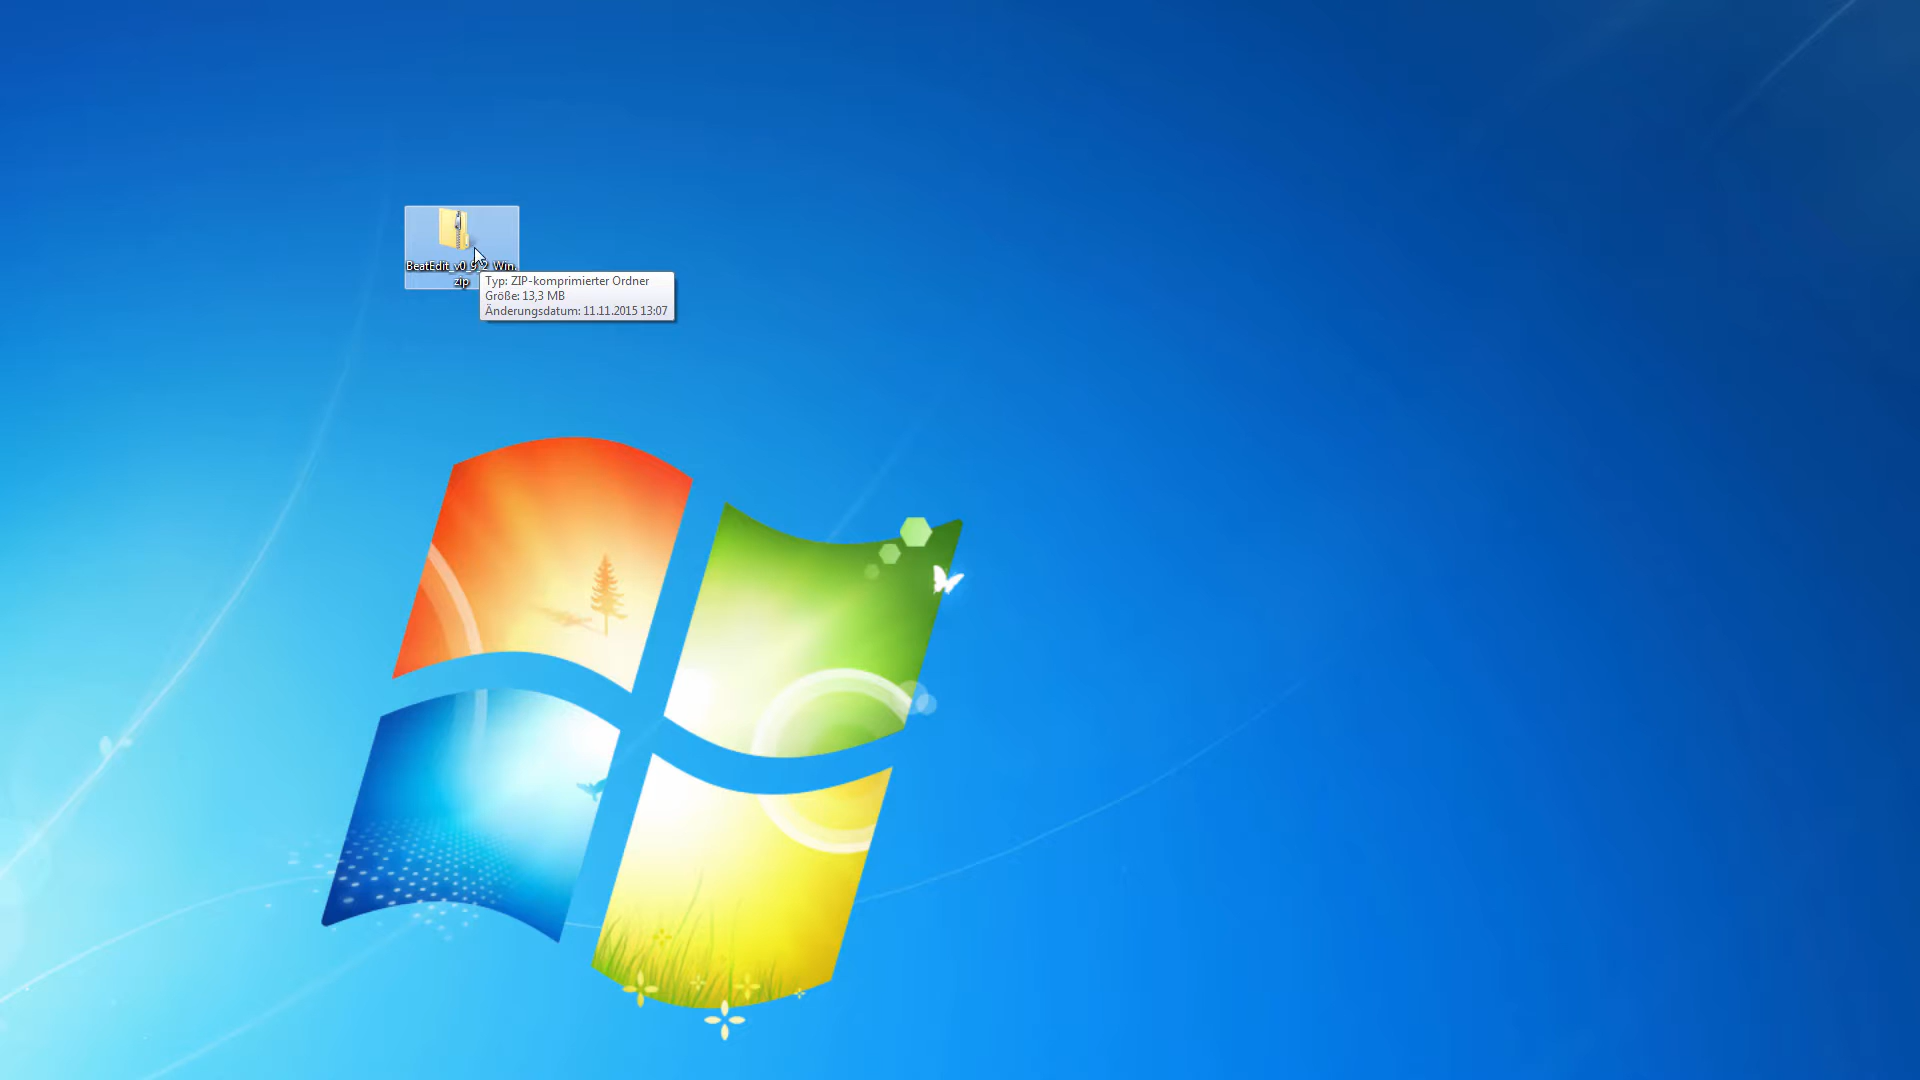 BeatEdit_v0_9_2_Win.
zip
Typ: ZIP-komprimierter Ordner
Größe: 13,3 MB
Änderungsdatum: 11.11.2015 13:07